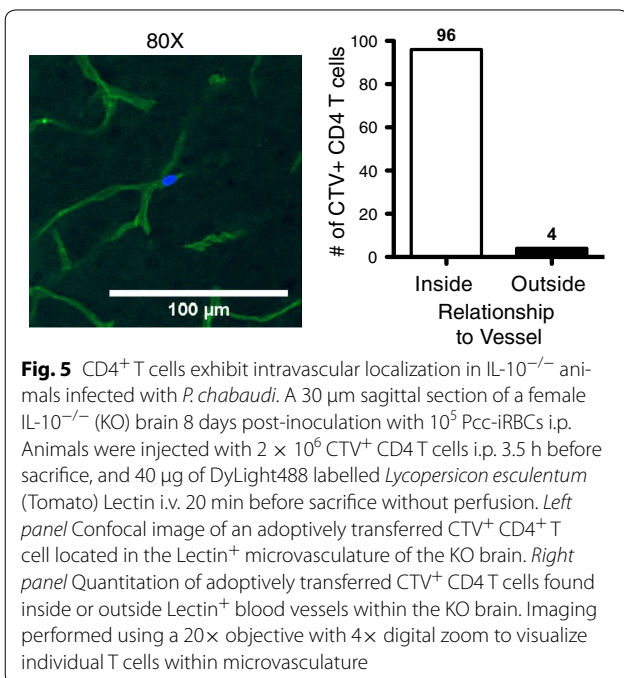 80X
100 µm
# of CTV+ CD4 T cells
100
80
60
40
20
0
96
4
Inside Outside
Relationship
to Vessel
Fig. 5 CD4+ T cells exhibit intravascular localization in IL-10−/− ani-
mals infected with P. chabaudi. A 30 µm sagittal section of a female
IL-10−/− (KO) brain 8 days post-inoculation with 10⁵ Pcc-iRBCs i.p.
Animals were injected with 2 × 10⁶ CTV+ CD4 T cells i.p. 3.5 h before
sacrifice, and 40 µg of DyLight488 labelled Lycopersicon esculentum
(Tomato) Lectin i.v. 20 min before sacrifice without perfusion. Left
panel Confocal image of an adoptively transferred CTV+ CD4+ T
cell located in the Lectin+ microvasculature of the KO brain. Right
panel Quantitation of adoptively transferred CTV+ CD4 T cells found
inside or outside Lectin+ blood vessels within the KO brain. Imaging
performed using a 20× objective with 4× digital zoom to visualize
individual T cells within microvasculature